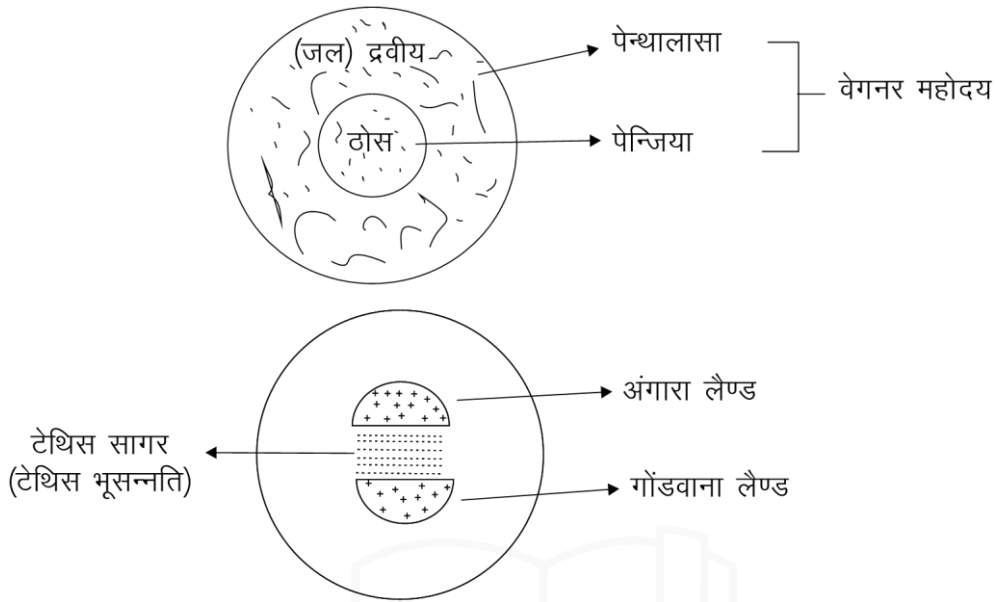 (जल) द्रवीय
पेन्थालासा
वेगनर महोदय
ठोस
पेन्जिया
अंगारा लैण्ड
टेथिस सागर
(टेथिस भूसन्नति)
गोंडवाना लैण्ड